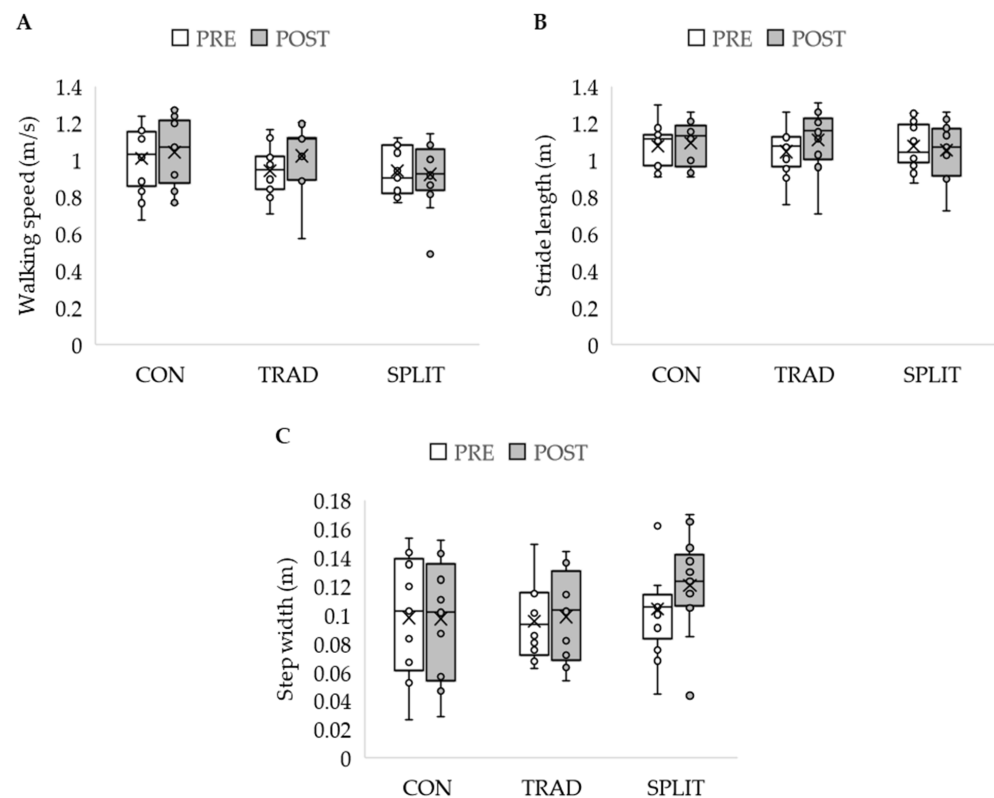 A
PRE POST
Walking speed (m/s)
1.4
1.2
1
0.8
0.6
0.4
0.2
0
CON TRAD SPLIT
B
PRE POST
Stride length (m)
1.4
1.2
1
0.8
0.6
0.4
0.2
0
CON TRAD SPLIT
C
PRE POST
Step width (m)
0.18
0.16
0.14
0.12
0.1
0.08
0.06
0.04
0.02
0
CON TRAD SPLIT